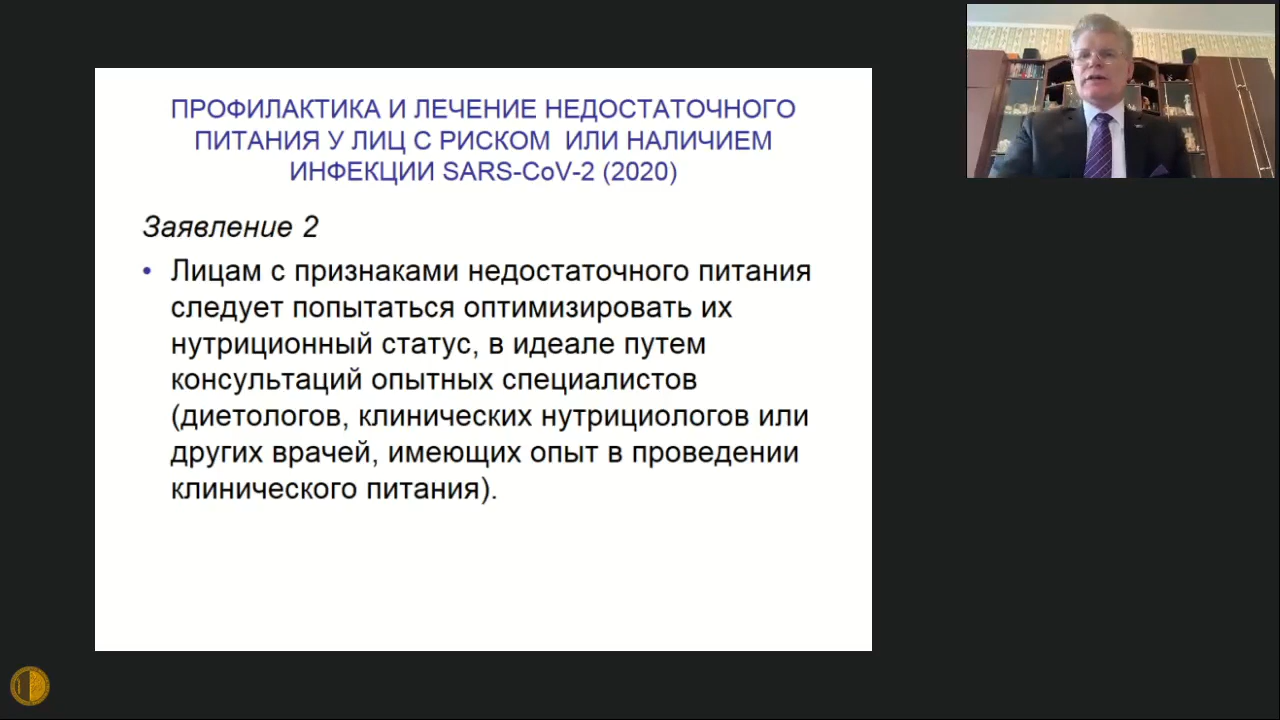 ПРОФИЛАКТИКА И ЛЕЧЕНИЕ НЕДОСТАТОЧНОГО
ПИТАНИЯ У ЛИЦ С РИСКОМ ИЛИ НАЛИЧИЕМ
ИНФЕКЦИИ SARS-CoV-2 (2020)
Заявление 2
• Лицам с признаками недостаточного питания
следует попытаться оптимизировать их
нутриционный статус, в идеале путем
консультаций опытных специалистов
(диетологов, клинических нутрициологов или
других врачей, имеющих опыт в проведении
клинического питания).